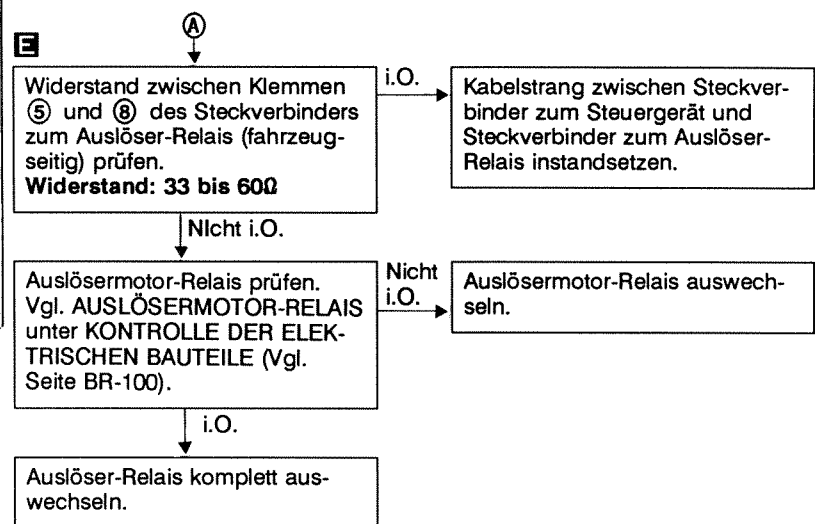 Ⓐ
E
Widerstand zwischen Klemmen
⑤ und ⑧ des Steckverbinders
zum Auslöser-Relais (fahrzeug-
seitig) prüfen.
Widerstand: 33 bis 60Ω
i.O.
Kabelstrang zwischen Steckver-
binder zum Steuergerät und
Steckverbinder zum Auslöser-
Relais instandsetzen.
NIcht i.O.
Auslösermotor-Relais prüfen.
Vgl. AUSLÖSERMOTOR-RELAIS
unter KONTROLLE DER ELEK-
TRISCHEN BAUTEILE (Vgl.
Seite BR-100).
Nicht
i.O.
Auslösermotor-Relais auswech-
seln.
i.O.
Auslöser-Relais komplett aus-
wechseln.